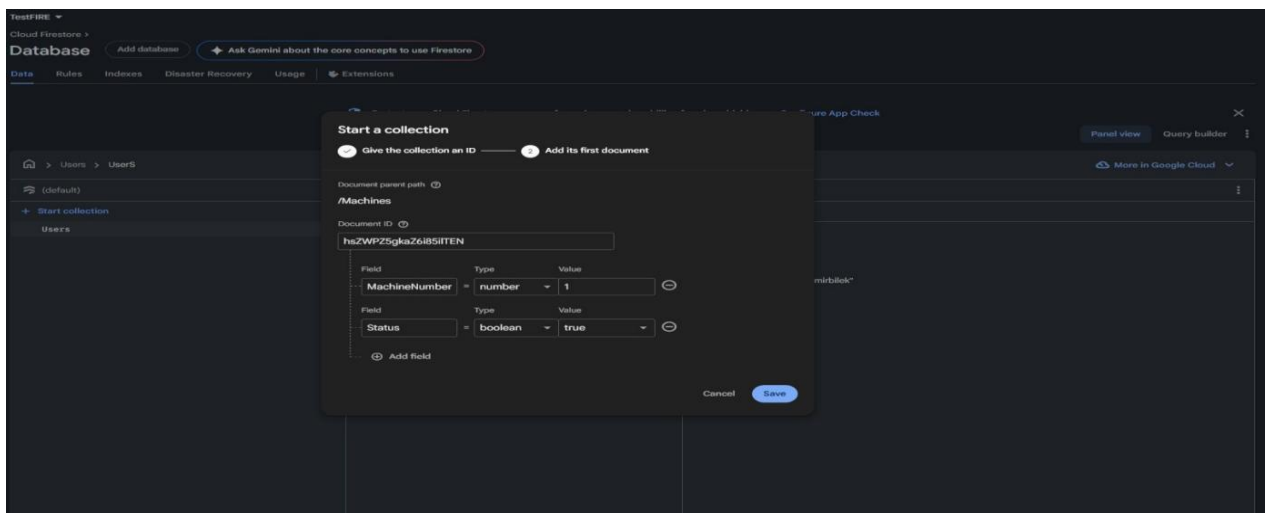 TestFIRE
Cloud Firestore >
Database Add database Ask Gemini about the core concepts to use Firestore
Data Rules Indexes Disaster Recovery Usage Extensions
ure App Check
Start a collection
Give the collection an ID 2 Add its first document
Panel view Query builder
> Users > UserS
More in Google Cloud
(default)
+ Start collection
Users
Document parent path
/Machines
Document ID
Field Type Value
MachineNumber = number 1
Field Type Value
Status = boolean true
Add field
mirbilok"
Cancel Save